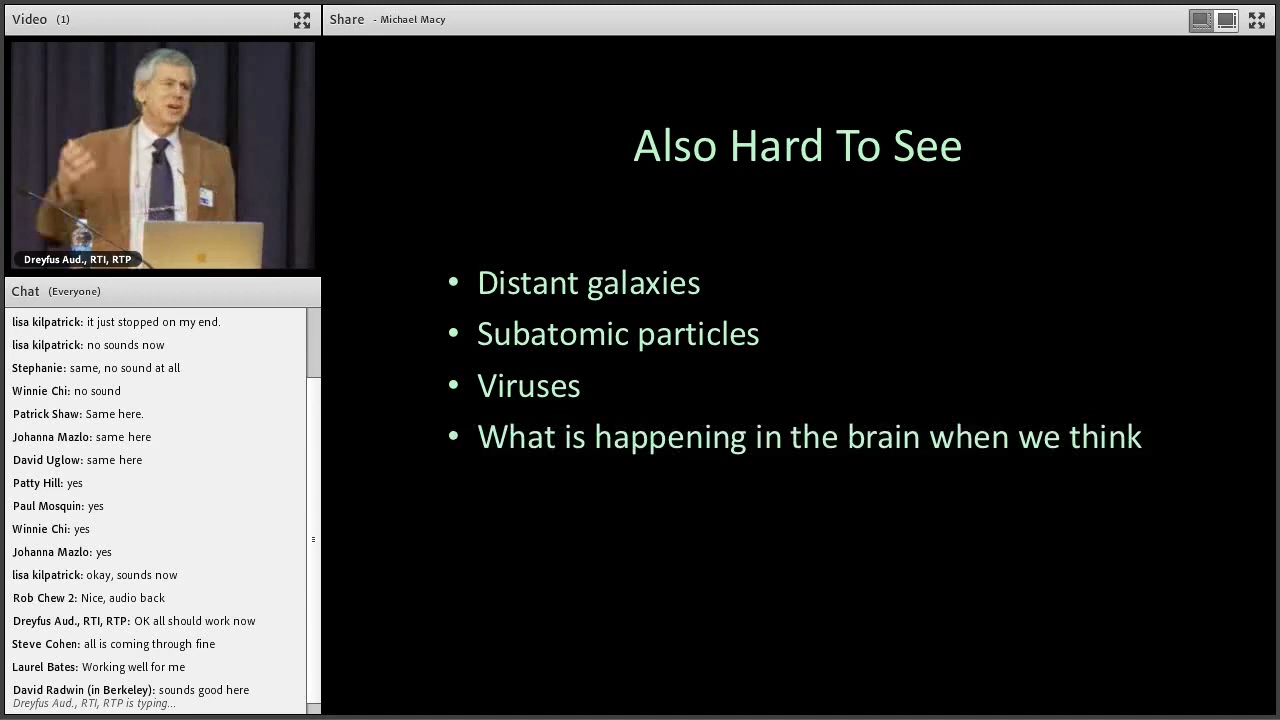 Video (1)
Share - Michael Macy
Dreyfus Aud., RTI, RTP
Chat (Everyone)
lisa kilpatrick: it just stopped on my end.
lisa kilpatrick: no sounds now
Stephanie: same, no sound at all
Winnie Chi: no sound
Patrick Shaw: Same here.
Johanna Mazlo: same here
David Uglow: same here
Patty Hill: yes
Paul Mosquin: yes
Winnie Chi: yes
Johanna Mazlo: yes
lisa kilpatrick: okay, sounds now
Rob Chew 2: Nice, audio back
Dreyfus Aud., RTI, RTP: OK all should work now
Steve Cohen: all is coming through fine
Laurel Bates: Working well for me
David Radwin (in Berkeley): sounds good here
Dreyfus Aud., RTI, RTP is typing...
Also Hard To See
• Distant galaxies
• Subatomic particles
• Viruses
• What is happening in the brain when we think